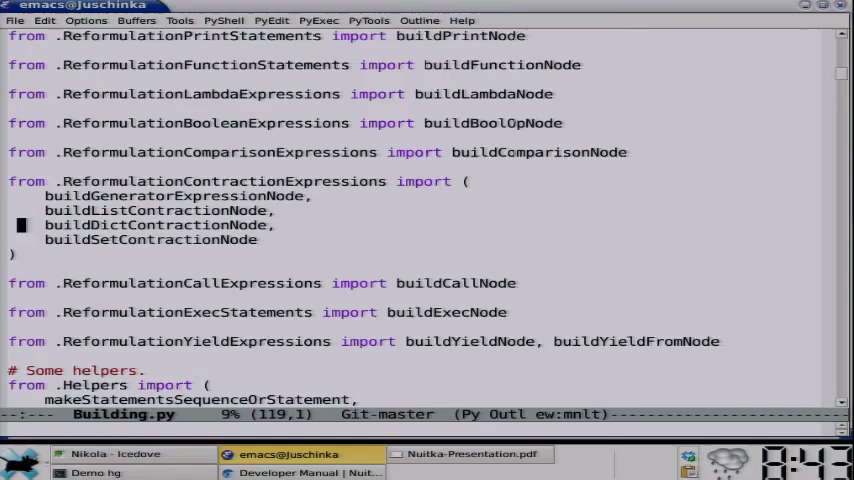 emacs@Juschinka
File Edit Options Buffers Tools PyShell PyEdit PyExec PyTools Outline Help
from .ReformulationPrintStatements import buildPrintNode
from .ReformulationFunctionStatements import buildFunctionNode
from .ReformulationLambdaExpressions import buildLambdaNode
from .ReformulationBooleanExpressions import buildBoolOpNode
from .ReformulationComparisonExpressions import buildComparisonNode
from .ReformulationContractionExpressions import (
buildGeneratorExpressionNode,
buildListContractionNode,
buildDictContractionNode,
buildSetContractionNode
)
from .ReformulationCallExpressions import buildCallNode
from .ReformulationExecStatements import buildExecNode
from .ReformulationYieldExpressions import buildYieldNode, buildYieldFromNode
# Some helpers.
from .Helpers import (
makeStatementsSequenceOrStatement,
--:--- Building.py 9% (119,1) Git-master (Py Outl ew:mnlt)
Nikola - Icedove emacs@Juschinka Nuitka-Presentation.pdf
Demo hg Developer Manual | Nuit...
8:43